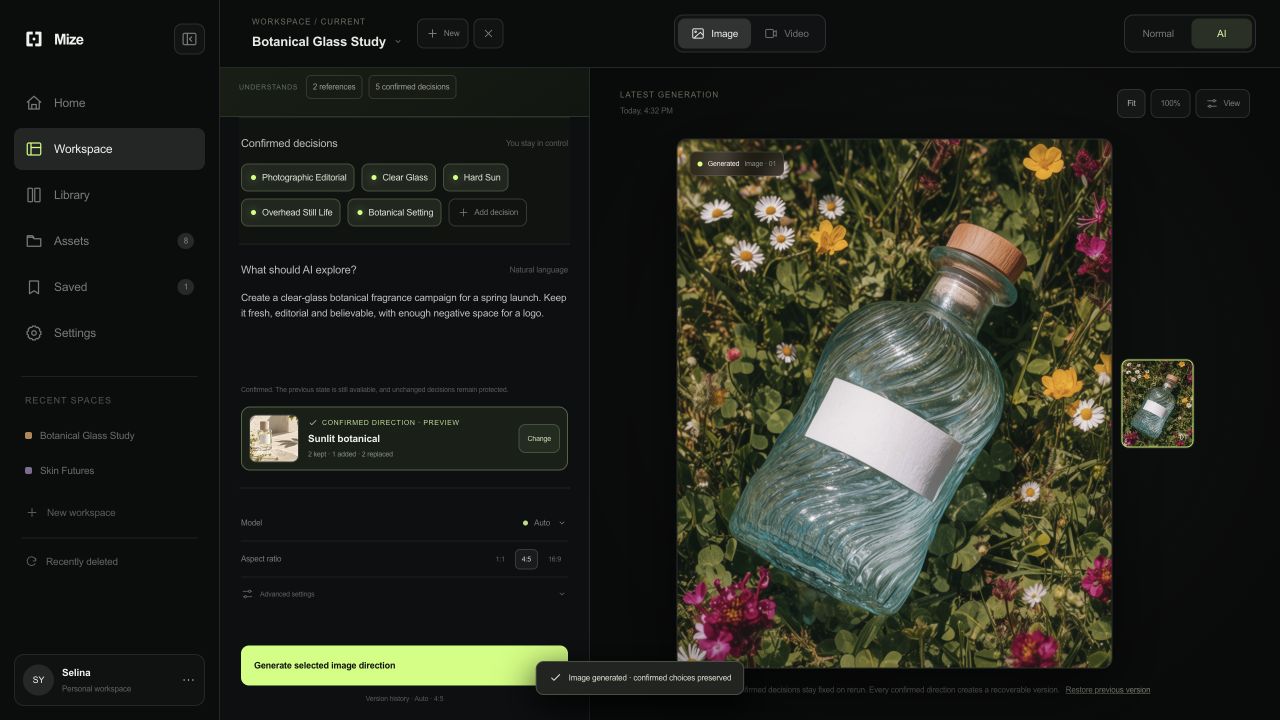 Mize
Home
Workspace
Library
Assets 8
Saved 1
Settings
RECENT SPACES
Botanical Glass Study
Skin Futures
New workspace
Recently deleted
SY
Selina
Personal workspace
WORKSPACE / CURRENT
Botanical Glass Study
New
Image
Video
Normal
AI
UNDERSTANDS
2 references
5 confirmed decisions
Confirmed decisions
You stay in control
Photographic Editorial
Clear Glass
Hard Sun
Overhead Still Life
Botanical Setting
Add decision
What should AI explore?
Natural language
Create a clear-glass botanical fragrance campaign for a spring launch. Keep
it fresh, editorial and believable, with enough negative space for a logo.
Confirmed. The previous state is still available, and unchanged decisions remain protected.
CONFIRMED DIRECTION · PREVIEW
Sunlit botanical
2 kept · 1 added · 2 replaced
Change
Model
Auto
Aspect ratio
1:1
4:5
16:9
Advanced settings
Generate selected image direction
Version history · Auto · 4:5
LATEST GENERATION
Today, 4:32 PM
Fit
100%
View
Generated Image · 01
Image generated · confirmed choices preserved
decisions stay fixed on rerun. Every confirmed direction creates a recoverable version.
Restore previous version